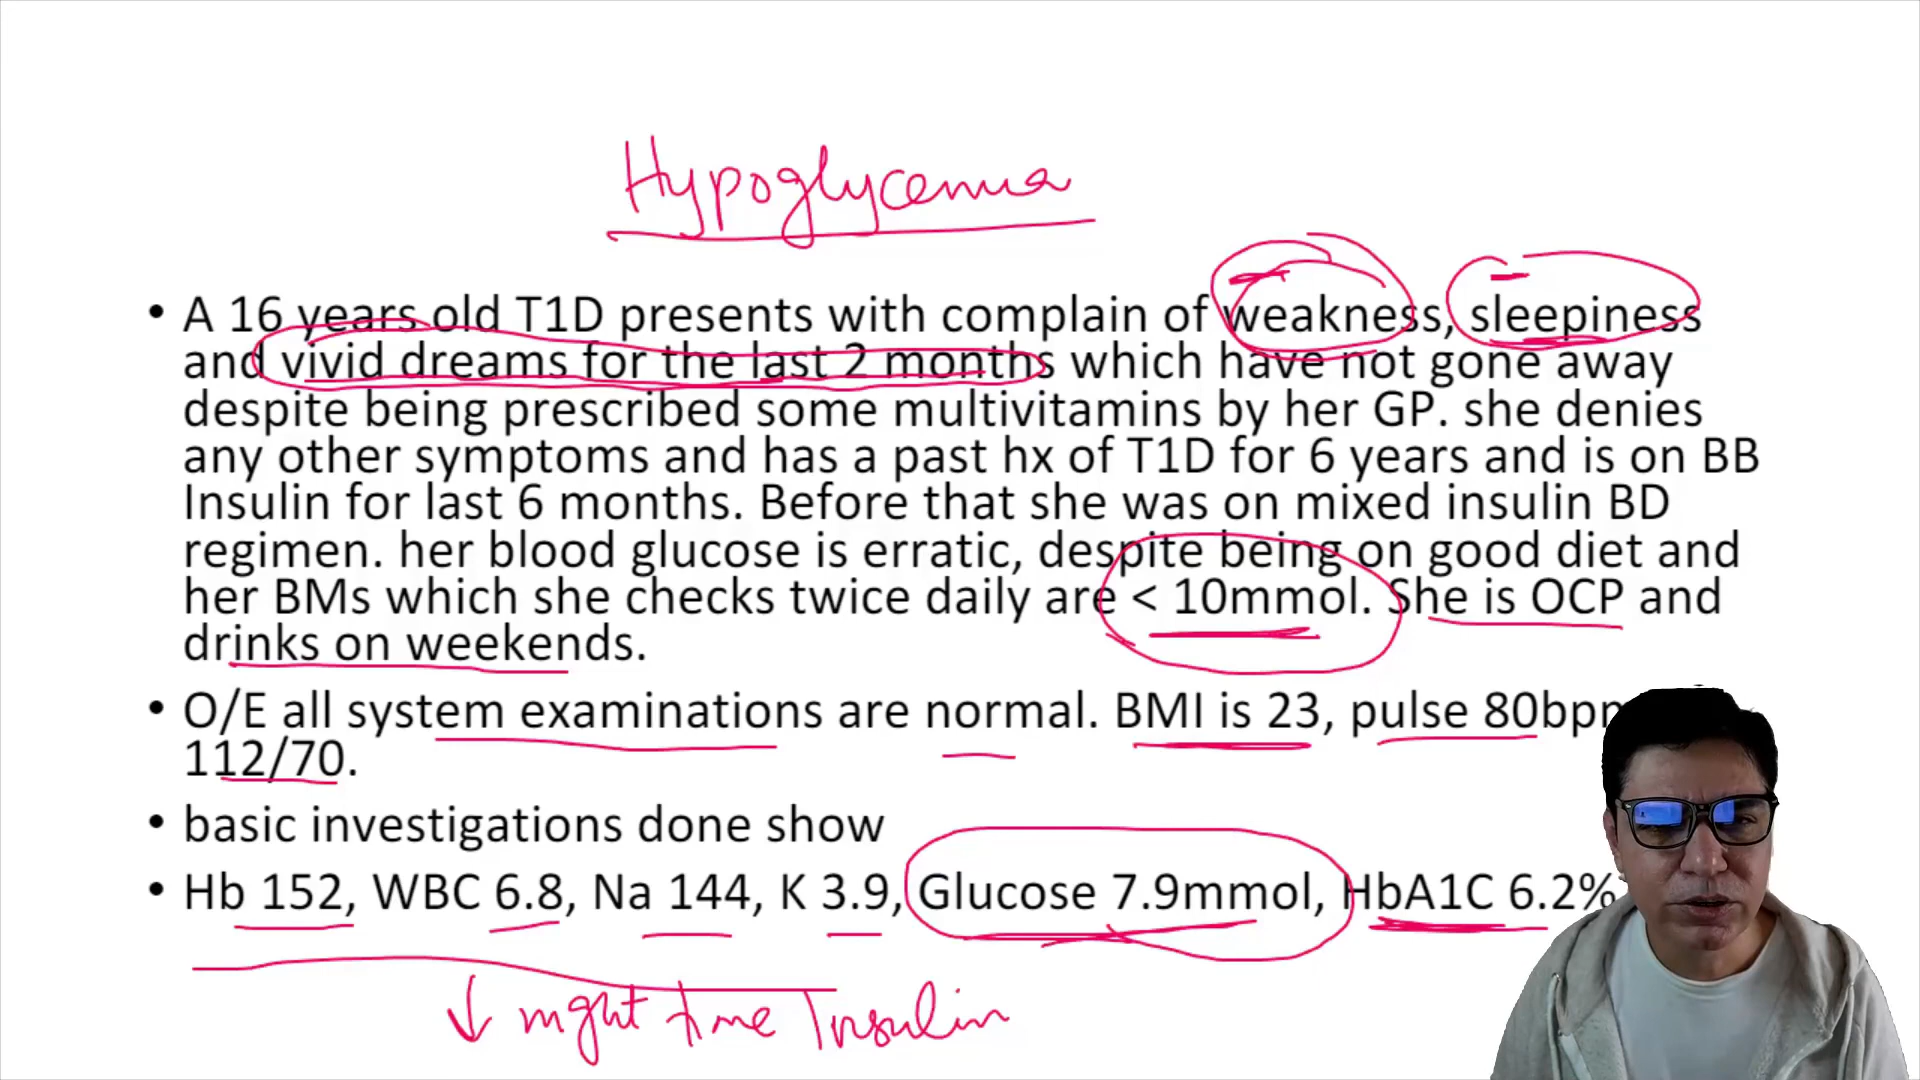 Hypoglycemia
• A 16 years old T1D presents with complain of weakness, sleepiness
and vivid dreams for the last 2 months which have not gone away
despite being prescribed some multivitamins by her GP. she denies
any other symptoms and has a past hx of T1D for 6 years and is on BB
Insulin for last 6 months. Before that she was on mixed insulin BD
regimen. her blood glucose is erratic, despite being on good diet and
her BMs which she checks twice daily are < 10mmol. She is OCP and
drinks on weekends.
• O/E all system examinations are normal. BMI is 23, pulse 80bpm
112/70.
• basic investigations done show
• Hb 152, WBC 6.8, Na 144, K 3.9, Glucose 7.9mmol, HbA1C 6.2%
↓ night time Insulin